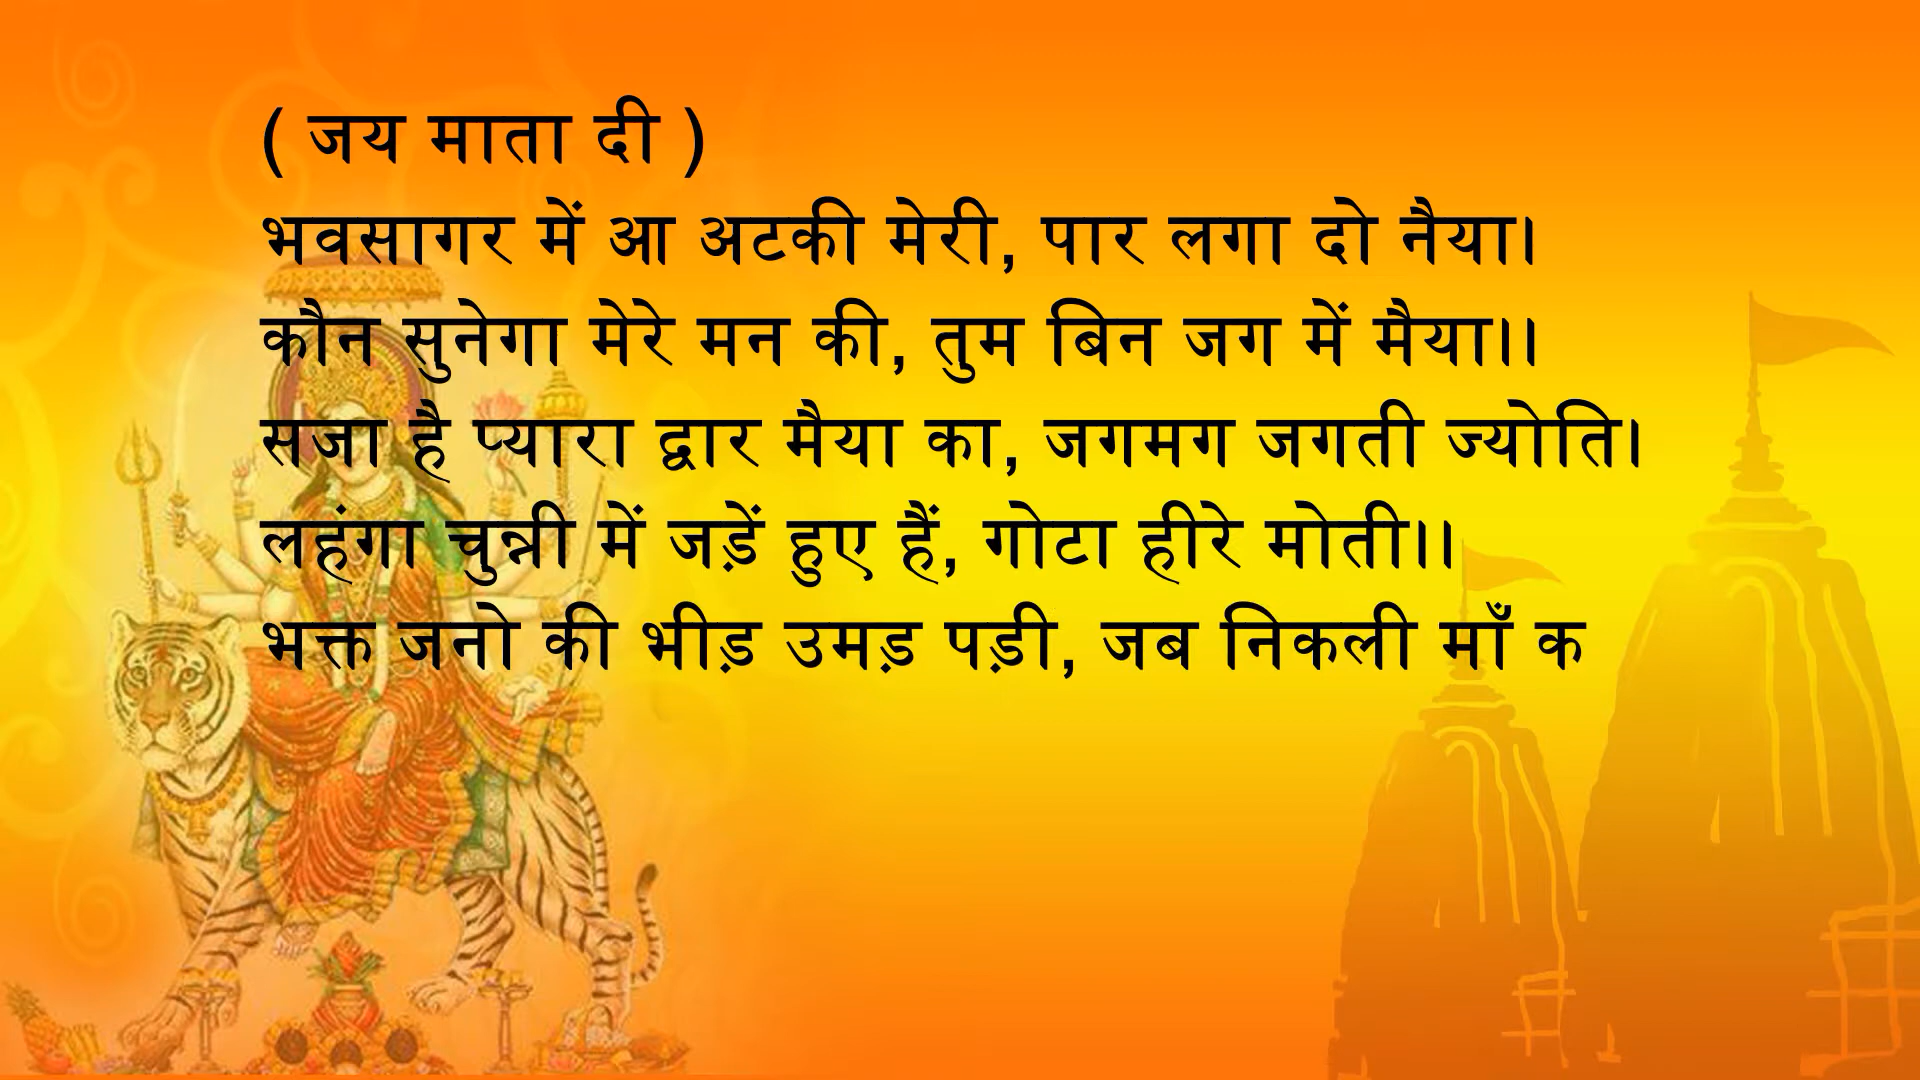 ( जय माता दी )
भवसागर में आ अटकी मेरी, पार लगा दो नैया।
कौन सुनेगा मेरे मन की, तुम बिन जग में मैया।।
सजा है प्यारा द्वार मैया का, जगमग जगती ज्योति।
लहंगा चुन्नी में जड़ें हुए हैं, गोटा हीरे मोती।।
भक्त जनो की भीड़ उमड़ पड़ी, जब निकली माँ क